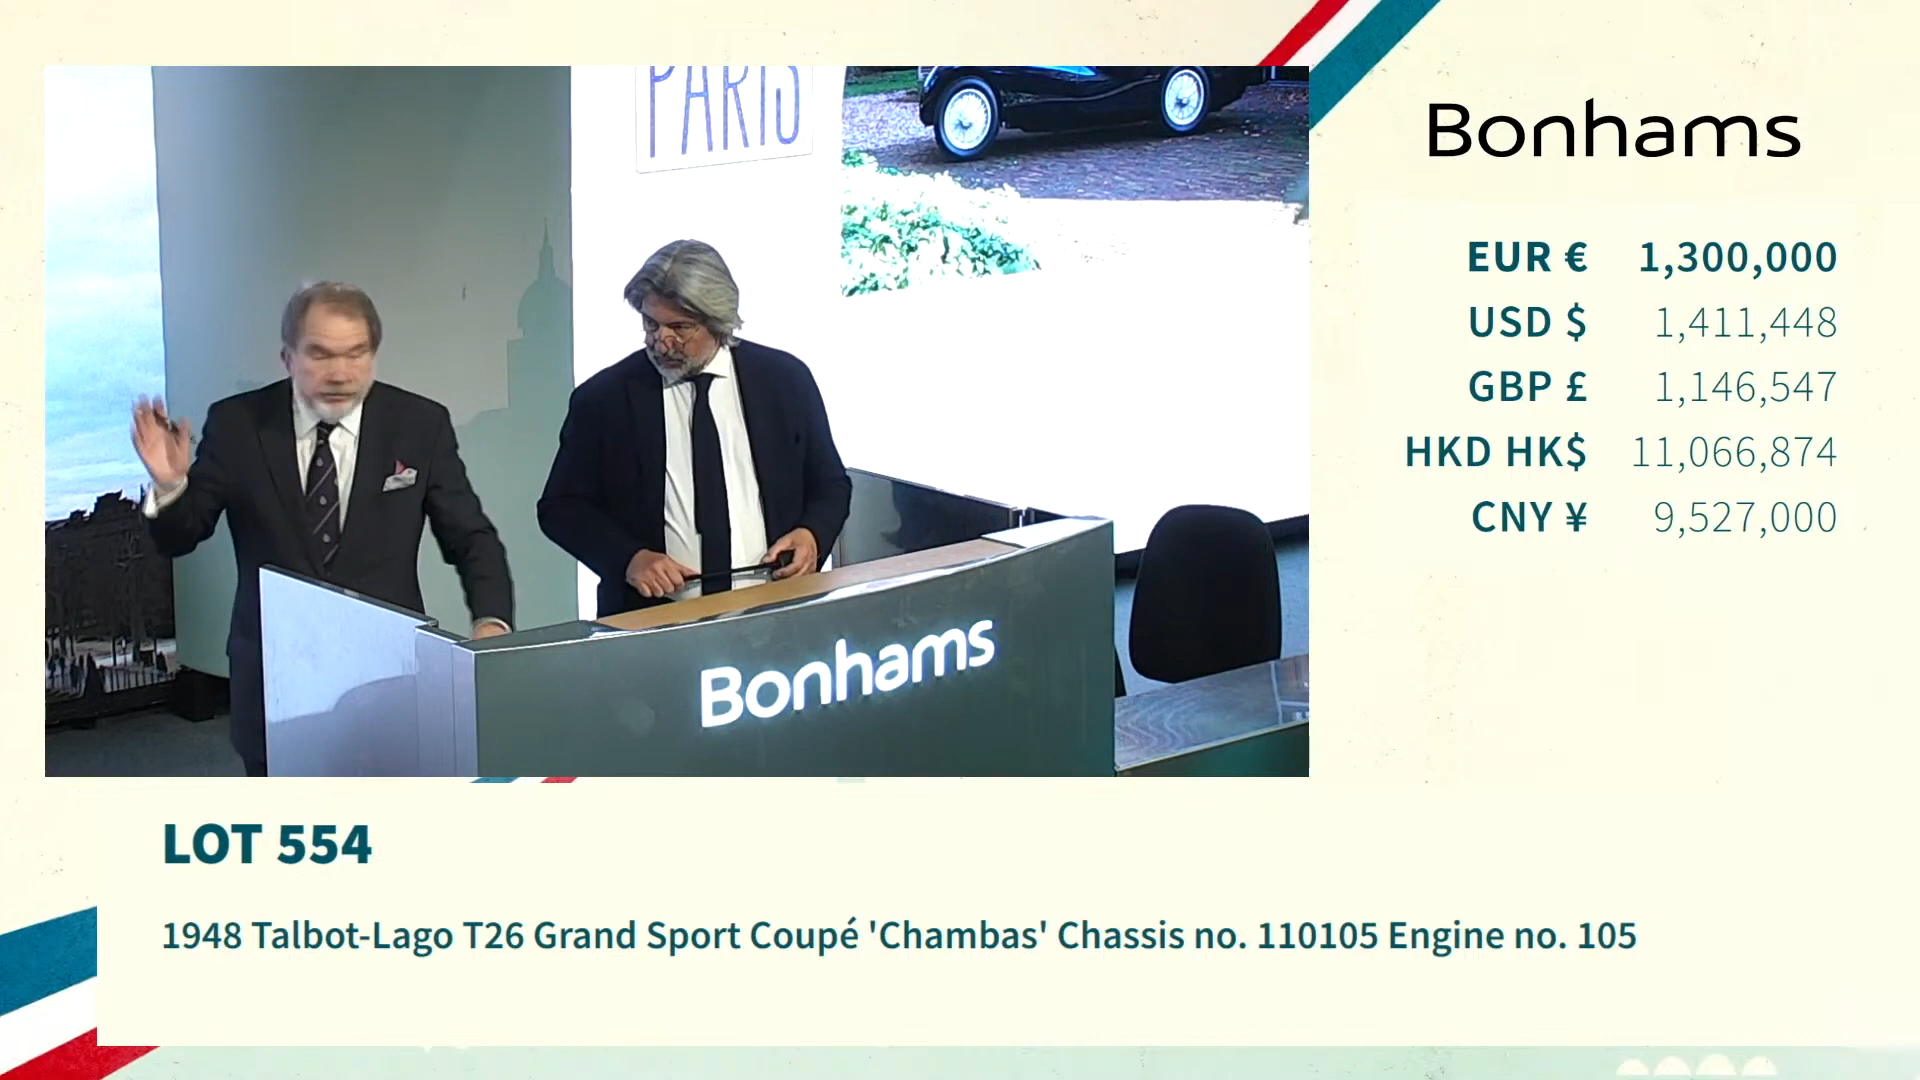 PARIS
Bonhams
EUR € 1,300,000
USD $ 1,411,448
GBP £ 1,146,547
HKD HK$ 11,066,874
CNY ¥ 9,527,000
Bonhams
LOT 554
1948 Talbot-Lago T26 Grand Sport Coupé 'Chambas' Chassis no. 110105 Engine no. 105